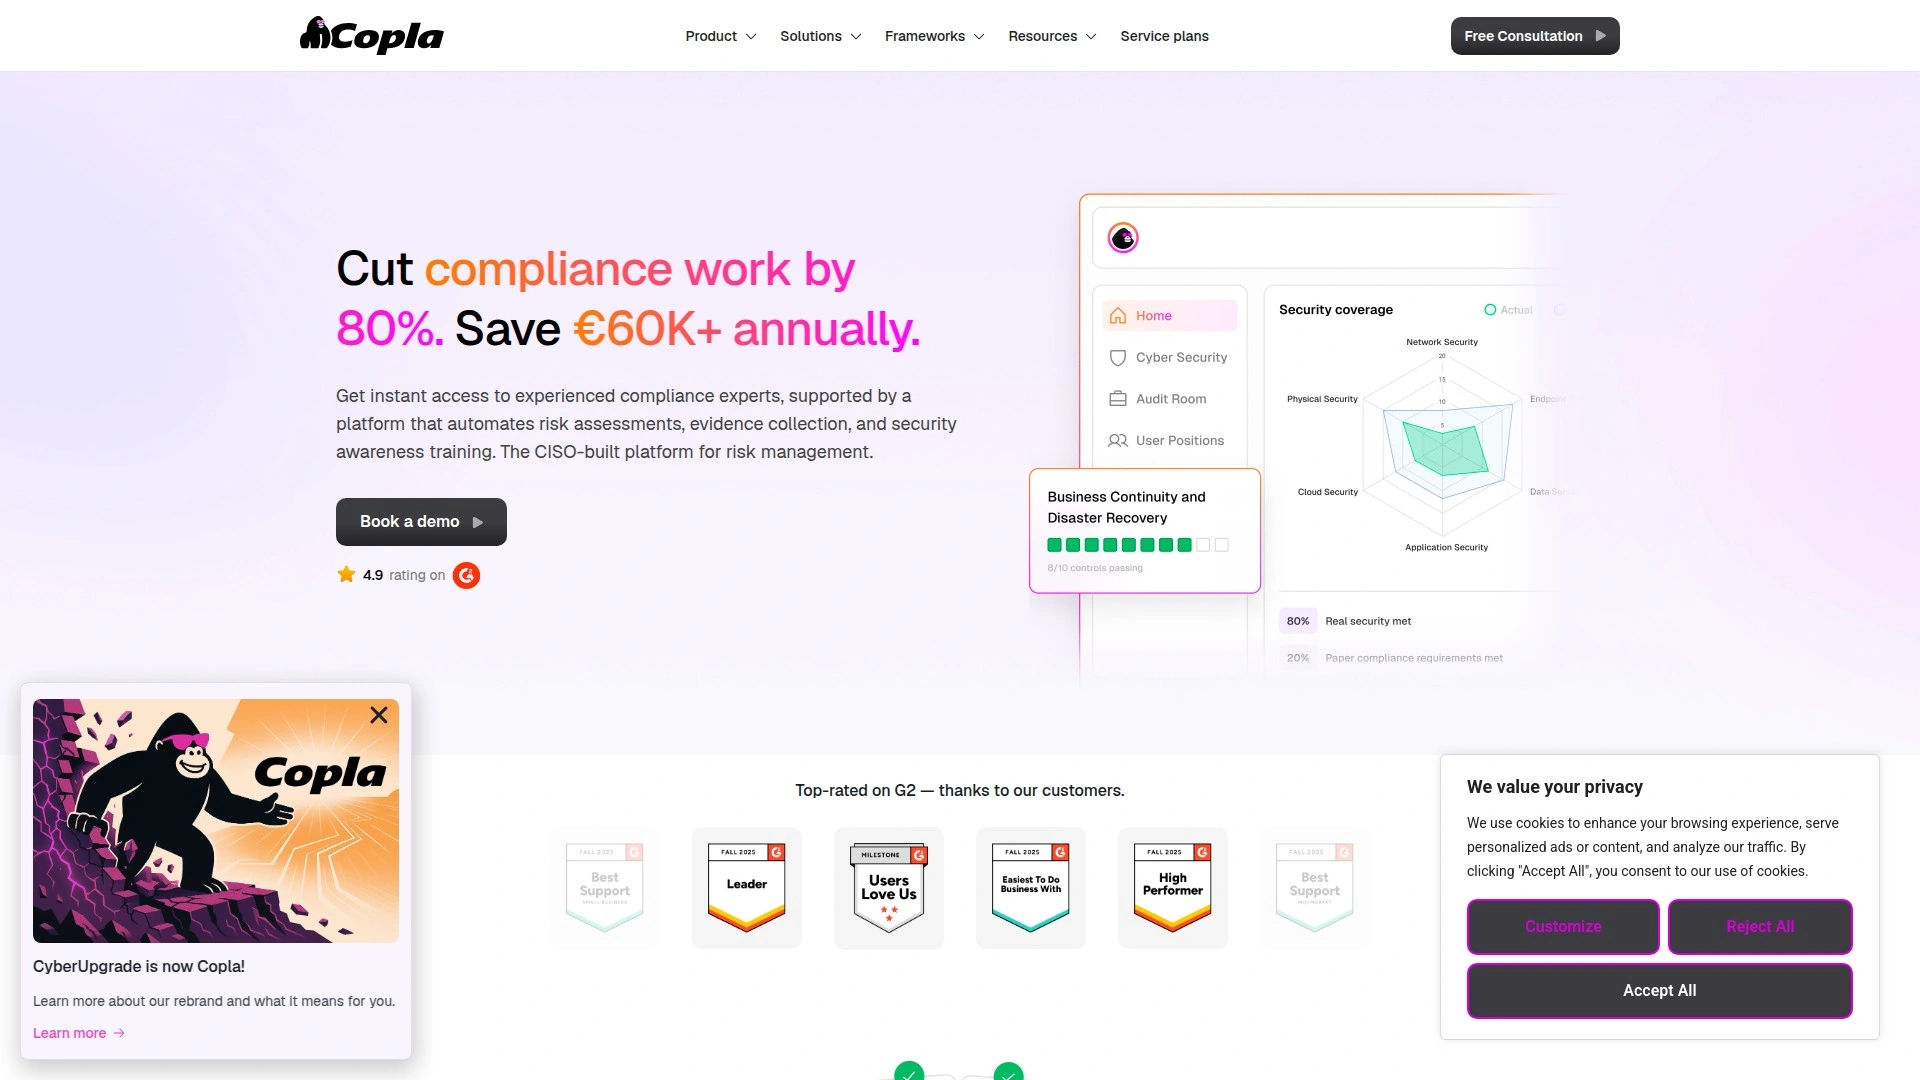 Copla
Product
Solutions
Frameworks
Resources
Service plans
Free Consultation
Cut compliance work by
80%. Save €60K+ annually.
Get instant access to experienced compliance experts, supported by a
platform that automates risk assessments, evidence collection, and security
awareness training. The CISO-built platform for risk management.
Book a demo
4.9 rating on
Home
Cyber Security
Audit Room
User Positions
Business Continuity and
Disaster Recovery
8/10 controls passing
Security coverage
Actual
Network Security
20
15
10
5
Physical Security
Cloud Security
Application Security
80% Real security met
20% Paper compliance requirements met
Copla
CyberUpgrade is now Copla!
Learn more about our rebrand and what it means for you.
Learn more
Top-rated on G2 — thanks to our customers.
FALL 2025
Best
Support
SMALL BUSINESS
FALL 2025
Leader
MILESTONE
Users
Love Us
FALL 2025
Easiest To Do
Business With
FALL 2025
High
Performer
FALL 2025
Best
Support
MID-MARKET
We value your privacy
We use cookies to enhance your browsing experience, serve
personalized ads or content, and analyze our traffic. By
clicking "Accept All", you consent to our use of cookies.
Customize
Reject All
Accept All